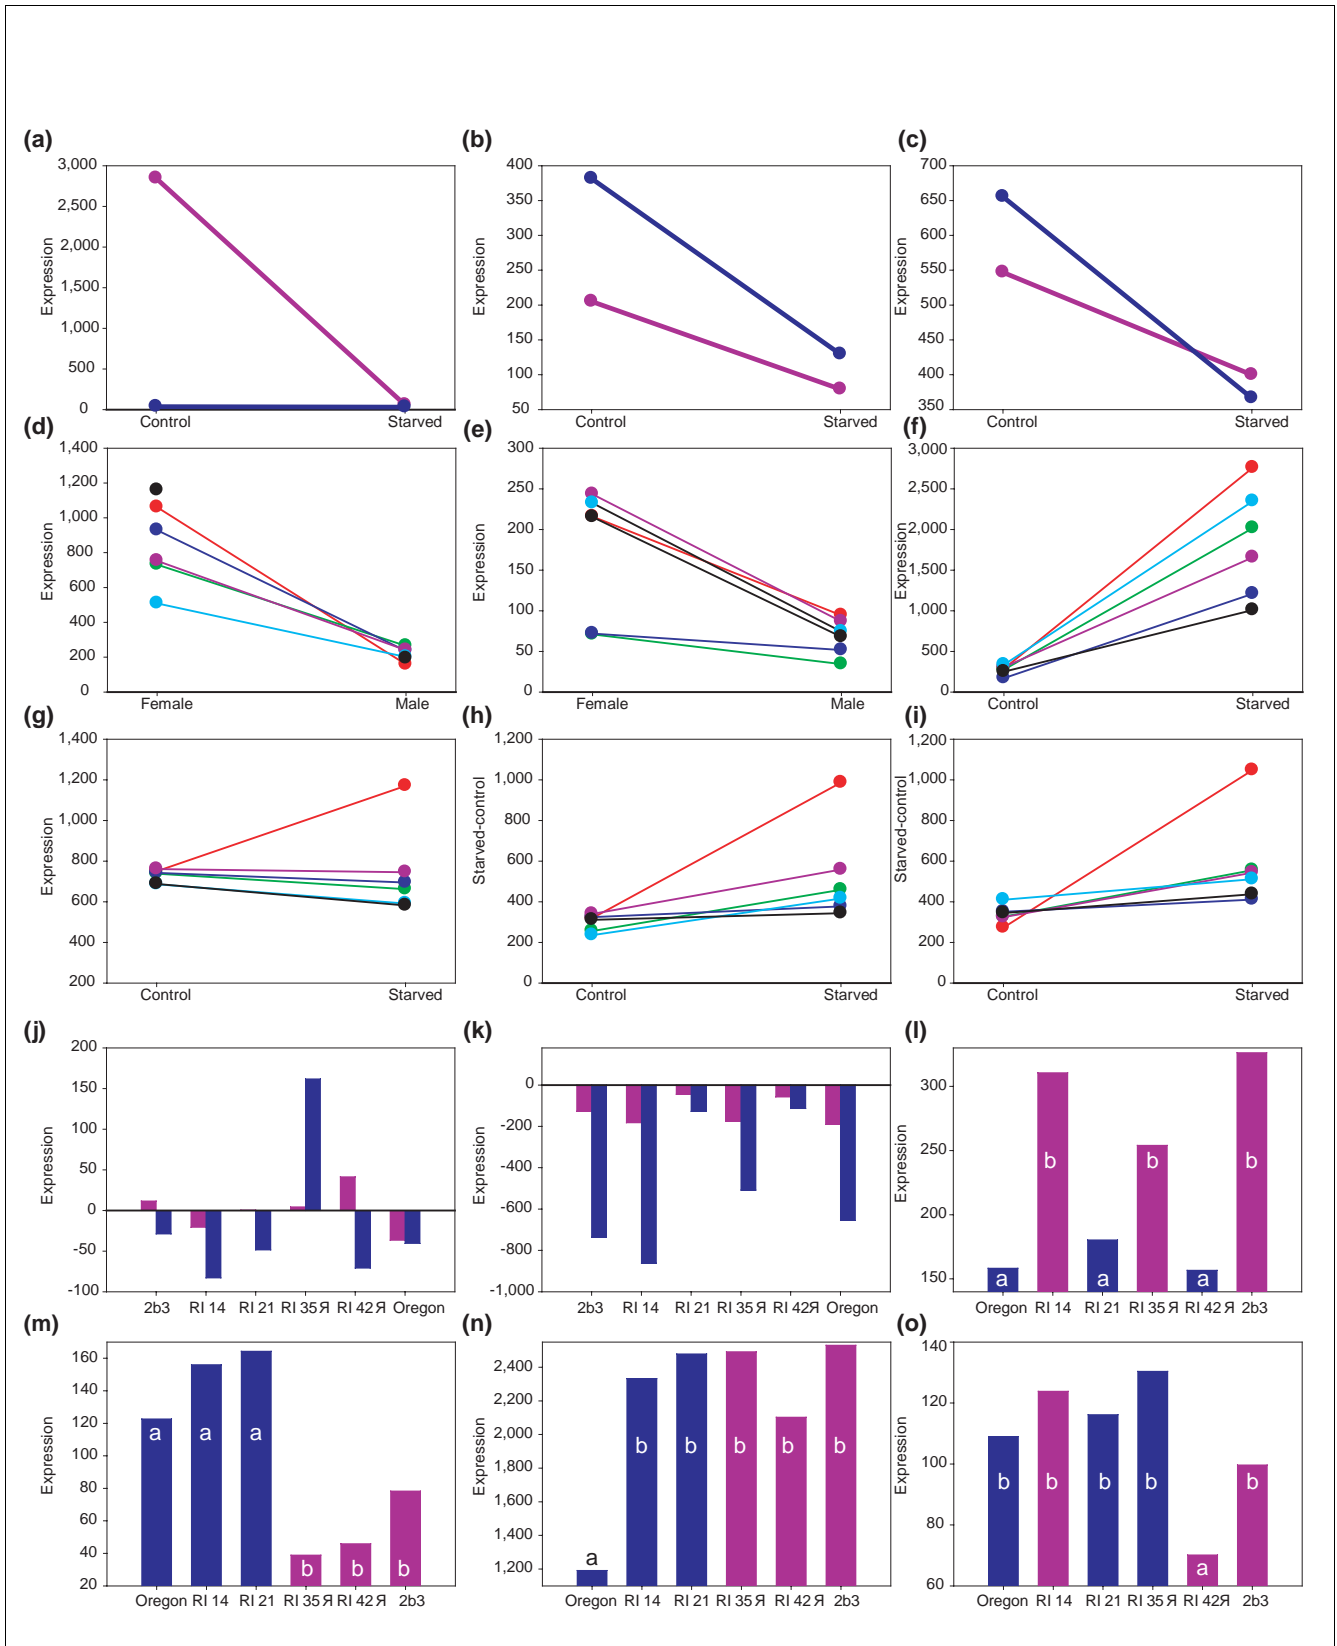 (a) (b) (c)
3,000 2,500 2,000 1,500 1,000 500 0
Expression
Control Starved
400 350 300 250 200 150 100 50
Expression
Control Starved
700 650 600 550 500 450 400 350
Expression
Control Starved
(d) (e) (f)
1,400 1,200 1,000 800 600 400 200 0
Expression
Female Male
300 250 200 150 100 50 0
Expression
Female Male
3,000 2,500 2,000 1,500 1,000 500 0
Expression
Control Starved
(g) (h) (i)
1,400 1,200 1,000 800 600 400 200
Expression
Control Starved
1,200 1,000 800 600 400 200 0
Starved-control
Control Starved
1,200 1,000 800 600 400 200 0
Starved-control
Control Starved
(j) (k) (l)
200 150 100 50 0 -50 -100
Expression
2b3 RI 14 RI 21 RI 35Я RI 42Я Oregon
0 -200 -400 -600 -800 -1,000
Expression
2b3 RI 14 RI 21 RI 35Я RI 42Я Oregon
300 250 200 150
Expression
a b a b a b
Oregon RI 14 RI 21 RI 35Я RI 42Я 2b3
(m) (n) (o)
160 140 120 100 80 60 40 20
Expression
a a a b b b
Oregon RI 14 RI 21 RI 35Я RI 42Я 2b3
2,400 2,200 2,000 1,800 1,600 1,400 1,200
Expression
a b b b b b
Oregon RI 14 RI 21 RI 35Я RI 42Я 2b3
140 120 100 80 60
Expression
b b b b a b
Oregon RI 14 RI 21 RI 35Я RI 42Я 2b3